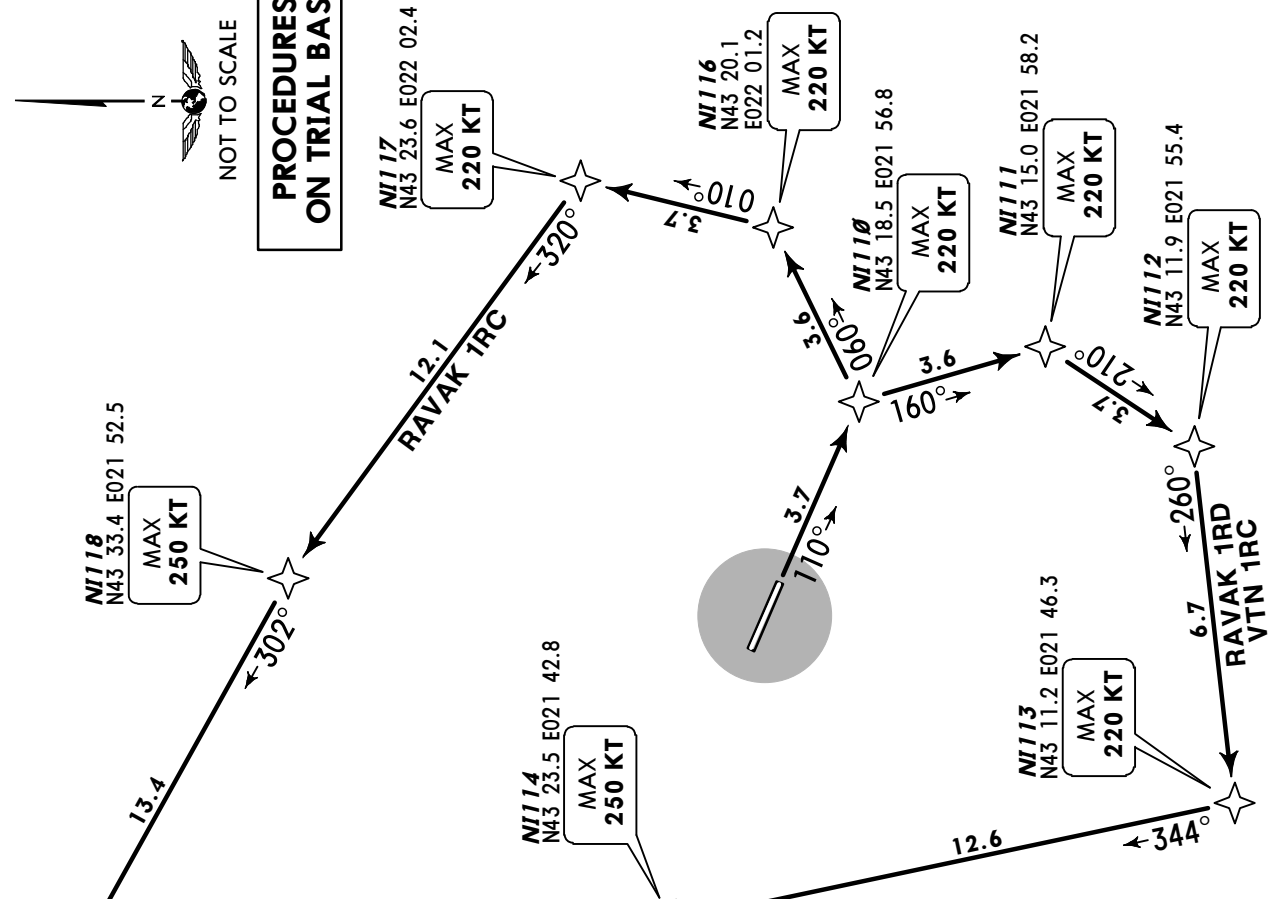 N
NOT TO SCALE
PROCEDURES
ON TRIAL BAS
NI117
N43 23.6 E022 02.4
MAX
220 KT
NI116
N43 20.1
E022 01.2
MAX
220 KT
3.7
010°
320°
12.1
RAVAK 1RC
NI11Ø
N43 18.5 E021 56.8
MAX
220 KT
3.6
060°
NI111
N43 15.0 E021 58.2
MAX
220 KT
3.6
160°
NI112
N43 11.9 E021 55.4
MAX
220 KT
3.7
210°
NI118
N43 33.4 E021 52.5
MAX
250 KT
302°
13.4
3.7
110°
260°
6.7
RAVAK 1RD
VTN 1RC
NI113
N43 11.2 E021 46.3
MAX
220 KT
NI114
N43 23.5 E021 42.8
MAX
250 KT
12.6
344°